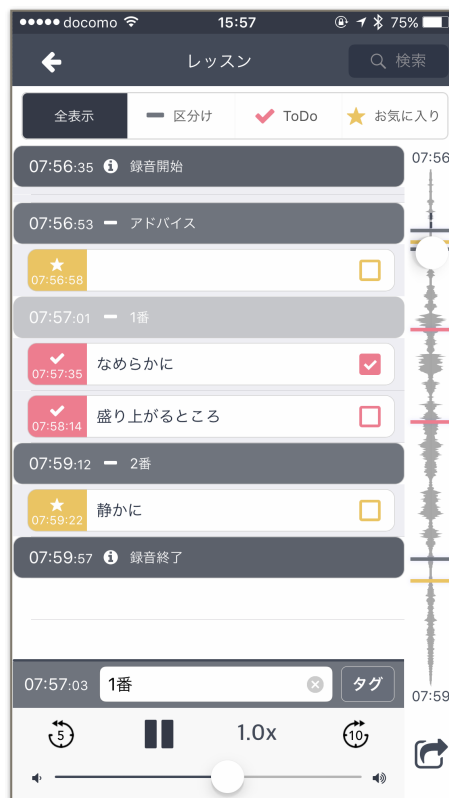 docomo 15:57 75%
レッスン 検索
全表示 区分け ToDo お気に入り
07:56:35 録音開始 07:56
07:56:53 アドバイス
07:56:58
07:57:01 1番
07:57:35 なめらかに
07:58:14 盛り上がるところ
07:59:12 2番
07:59:22 静かに
07:59:57 録音終了
07:57:03 1番 タグ 07:59
5 1.0x 10